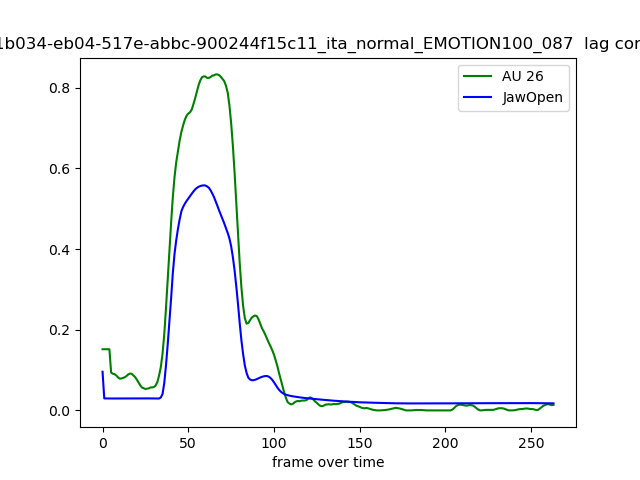 1b034-eb04-517e-abbc-900244f15c11_ita_normal_EMOTION100_087 lag cor
AU 26
JawOpen
0.8
0.6
0.4
0.2
0.0
0 50 100 150 200 250
frame over time